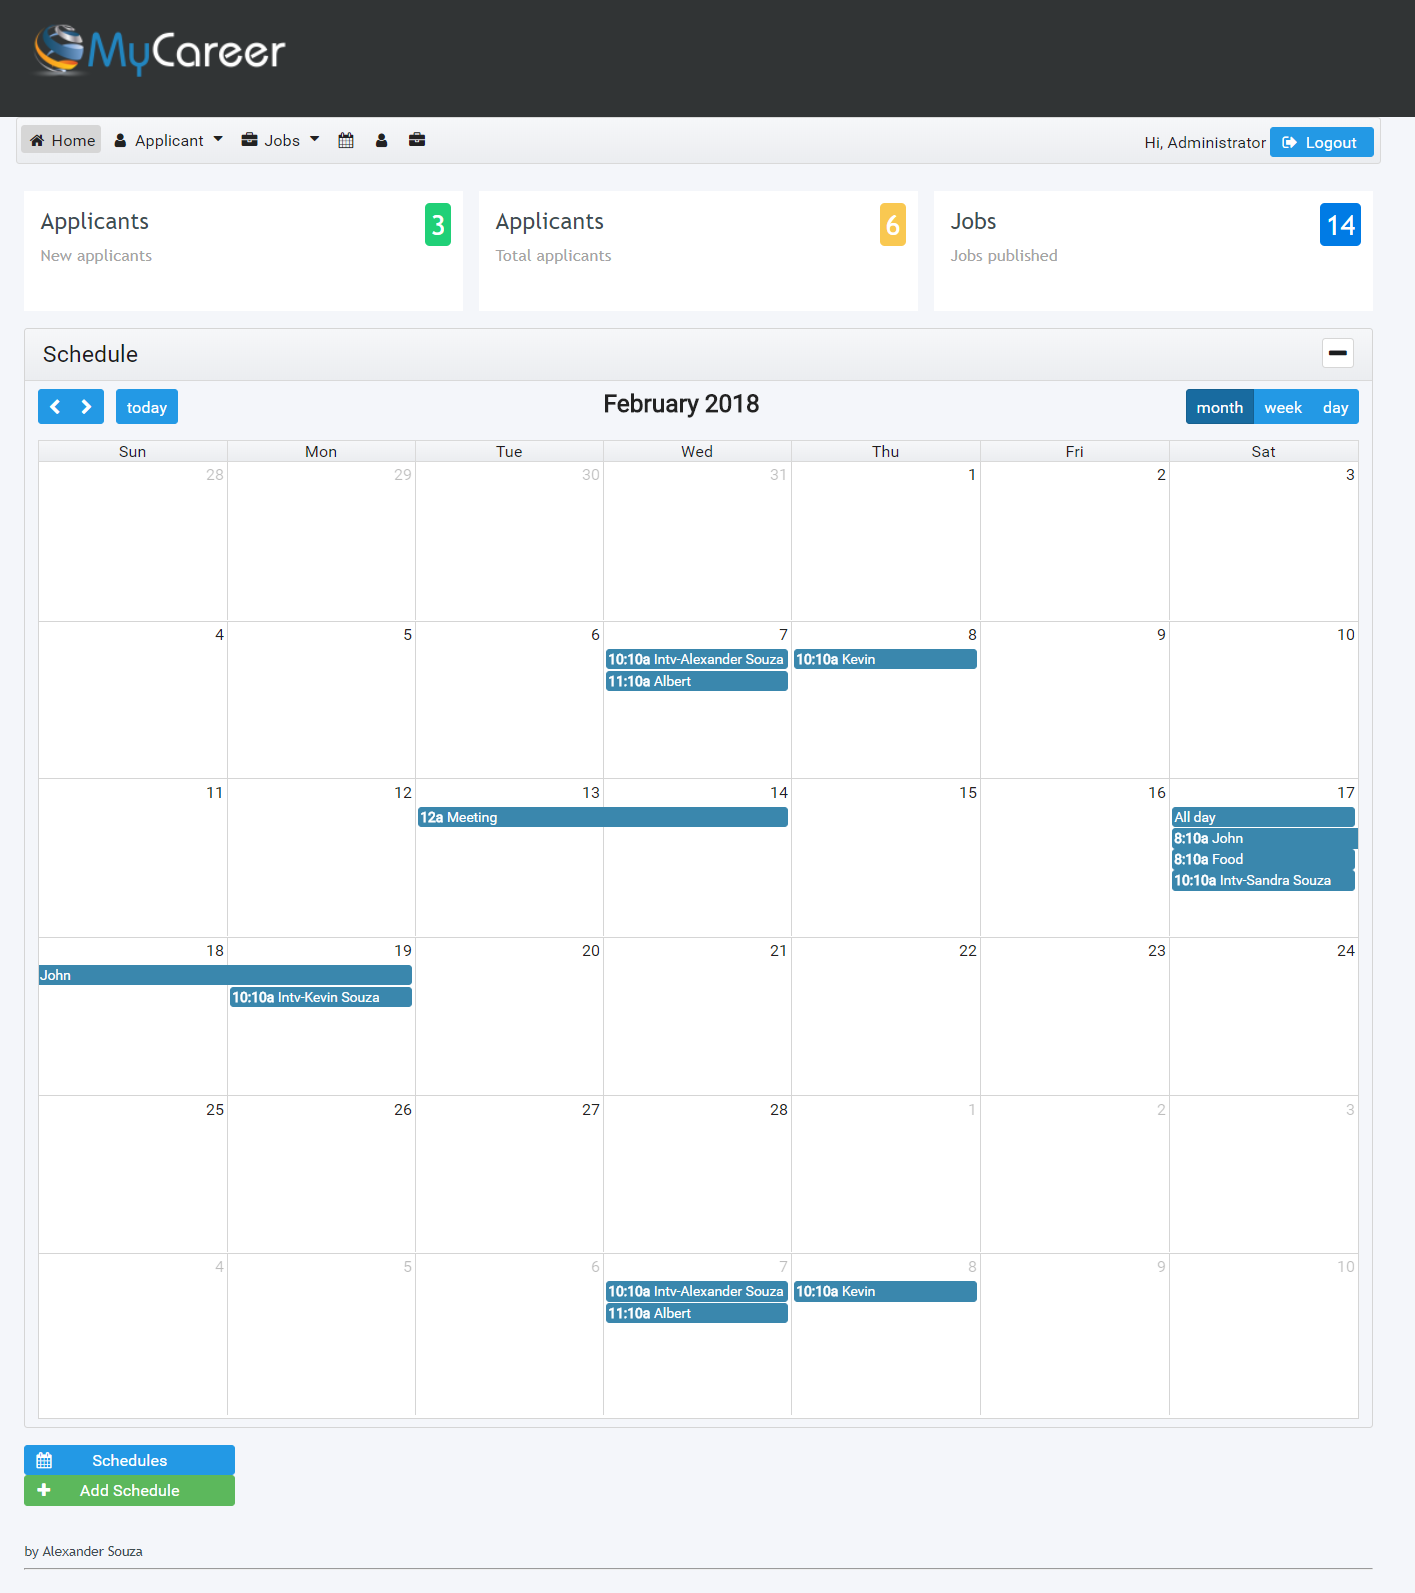 MyCareer
Home Applicant Jobs Hi, Administrator Logout
Applicants 3
New applicants
Applicants 6
Total applicants
Jobs 14
Jobs published
Schedule
today February 2018 month week day
Sun Mon Tue Wed Thu Fri Sat
28 29 30 31 1 2 3
4 5 6 7 8 9 10
10:10a Intv-Alexander Souza 10:10a Kevin
11:10a Albert
11 12 13 14 15 16 17
12a Meeting All day
8:10a John
8:10a Food
10:10a Intv-Sandra Souza
18 19 20 21 22 23 24
John
10:10a Intv-Kevin Souza
25 26 27 28 1 2 3
4 5 6 7 8 9 10
10:10a Intv-Alexander Souza 10:10a Kevin
11:10a Albert
Schedules
Add Schedule
by Alexander Souza